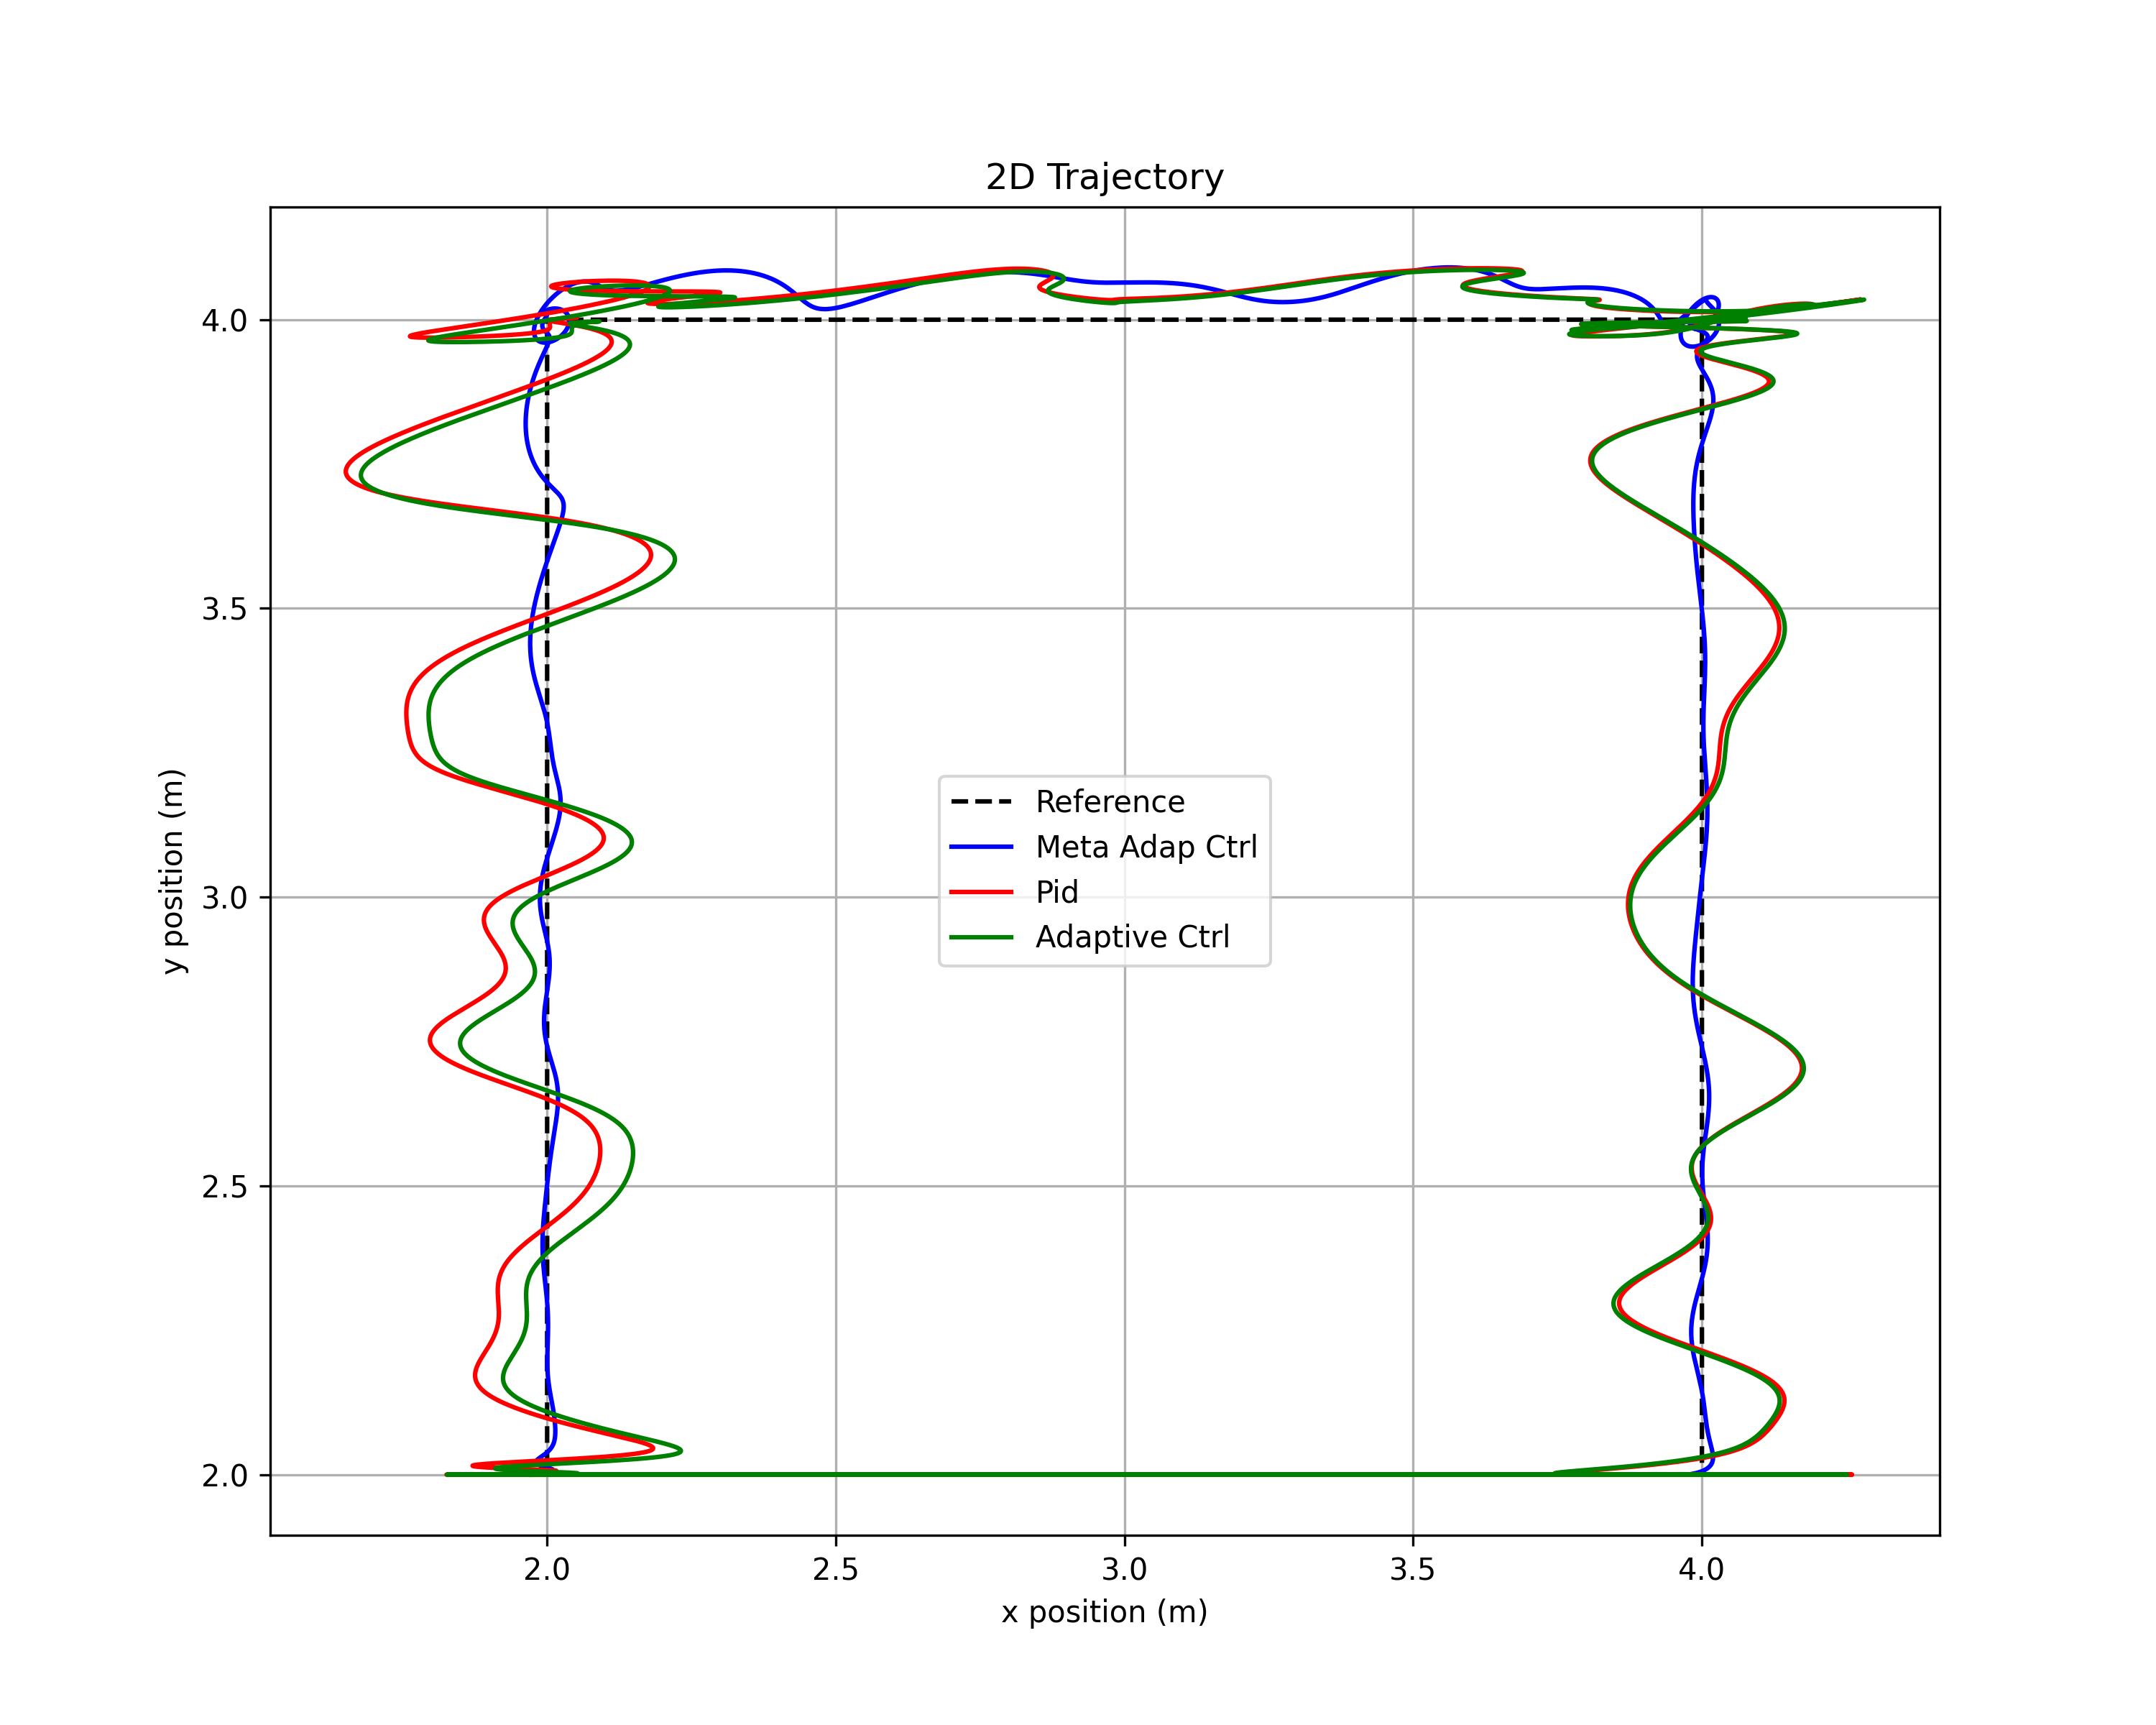 2D Trajectory
4.0
3.5
3.0
2.5
2.0
y position (m)
Reference
Meta Adap Ctrl
Pid
Adaptive Ctrl
2.0 2.5 3.0 3.5 4.0
x position (m)